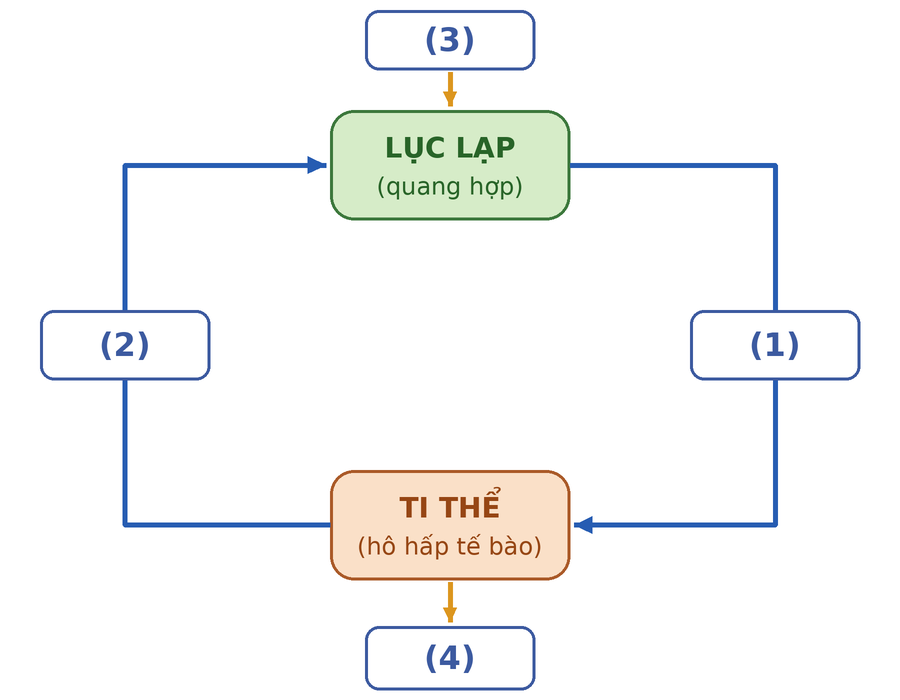 (3)
LỤC LẠP
(quang hợp)
(2)
(1)
TI THỂ
(hô hấp tế bào)
(4)